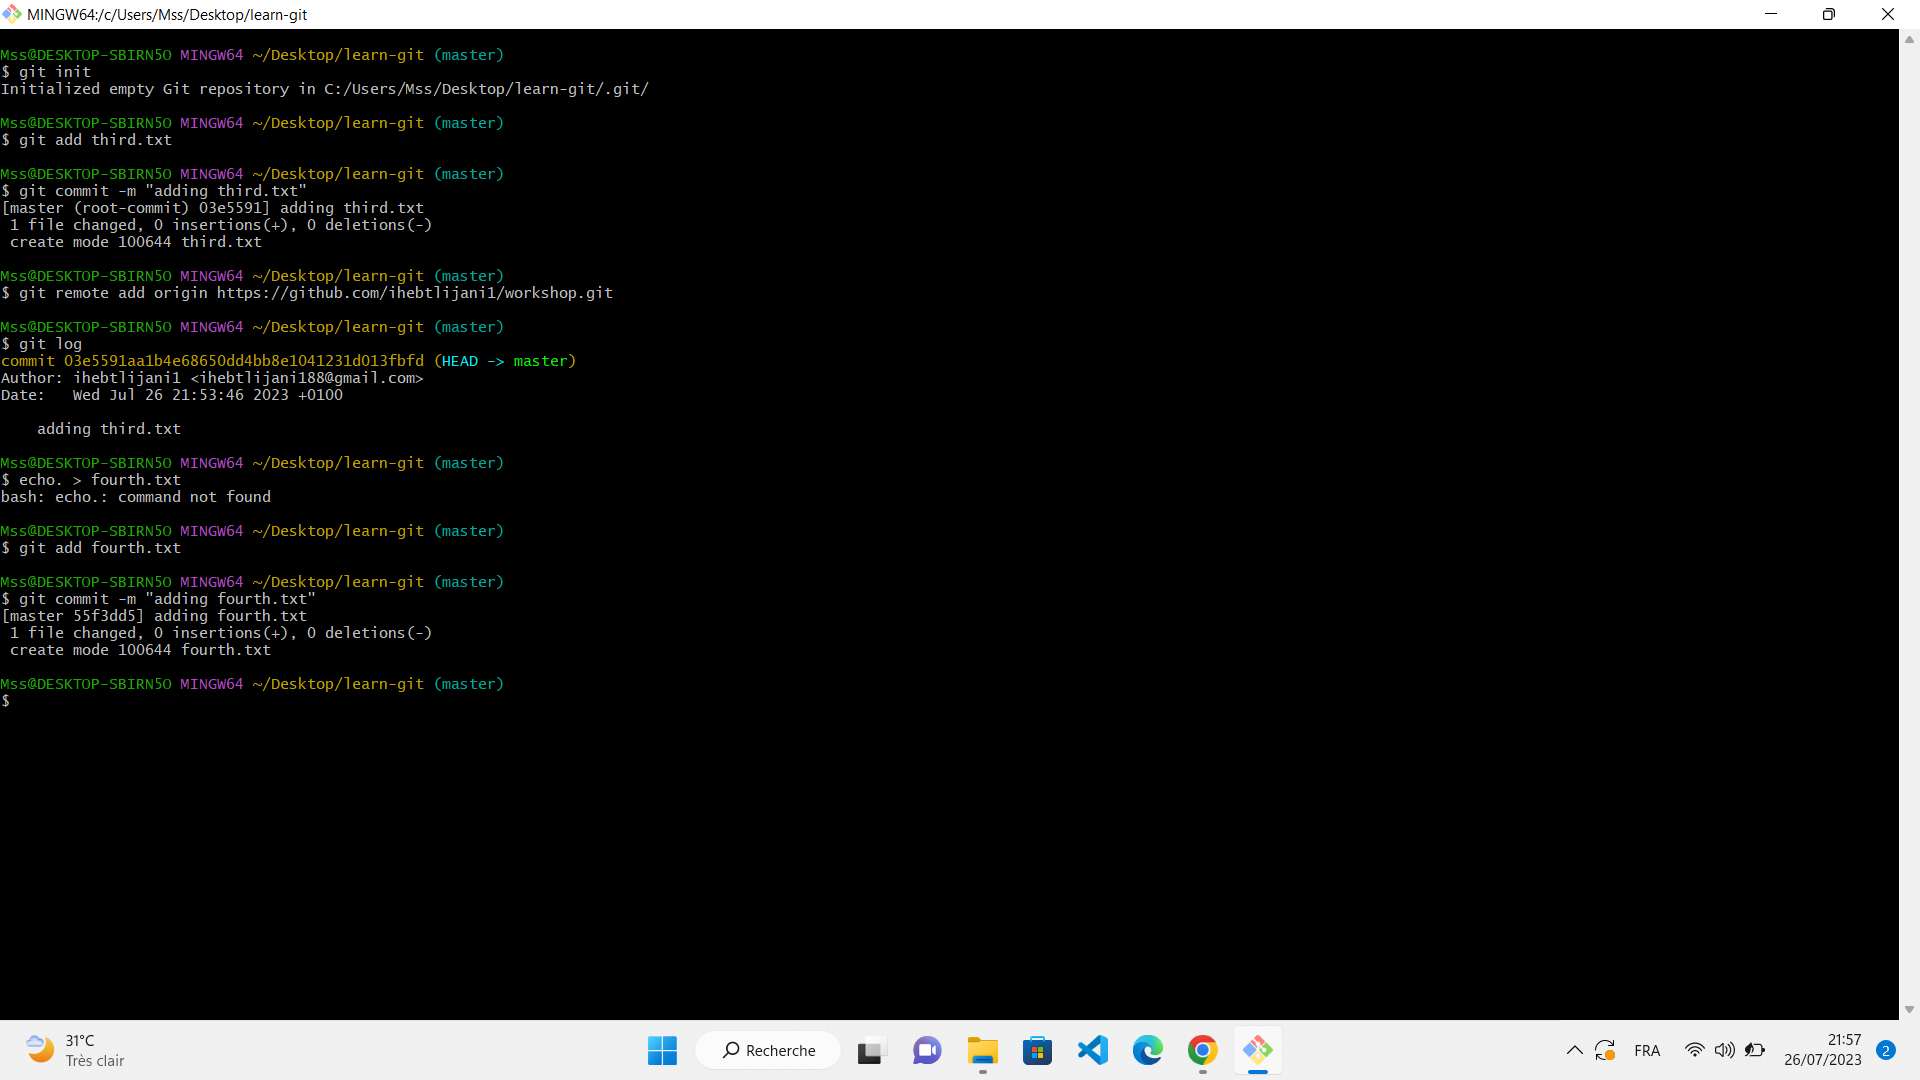 MINGW64:/c/Users/Mss/Desktop/learn-git
Mss@DESKTOP-SBIRN5O MINGW64 ~/Desktop/learn-git (master)
$ git init
Initialized empty Git repository in C:/Users/Mss/Desktop/learn-git/.git/
Mss@DESKTOP-SBIRN5O MINGW64 ~/Desktop/learn-git (master)
$ git add third.txt
Mss@DESKTOP-SBIRN5O MINGW64 ~/Desktop/learn-git (master)
$ git commit -m "adding third.txt"
[master (root-commit) 03e5591] adding third.txt
 1 file changed, 0 insertions(+), 0 deletions(-)
 create mode 100644 third.txt
Mss@DESKTOP-SBIRN5O MINGW64 ~/Desktop/learn-git (master)
$ git remote add origin https://github.com/ihebtlijani1/workshop.git
Mss@DESKTOP-SBIRN5O MINGW64 ~/Desktop/learn-git (master)
$ git log
commit 03e5591aa1b4e68650dd4bb8e1041231d013fbfd (HEAD -> master)
Author: ihebtlijani1 <ihebtlijani188@gmail.com>
Date:   Wed Jul 26 21:53:46 2023 +0100
    adding third.txt
Mss@DESKTOP-SBIRN5O MINGW64 ~/Desktop/learn-git (master)
$ echo. > fourth.txt
bash: echo.: command not found
Mss@DESKTOP-SBIRN5O MINGW64 ~/Desktop/learn-git (master)
$ git add fourth.txt
Mss@DESKTOP-SBIRN5O MINGW64 ~/Desktop/learn-git (master)
$ git commit -m "adding fourth.txt"
[master 55f3dd5] adding fourth.txt
 1 file changed, 0 insertions(+), 0 deletions(-)
 create mode 100644 fourth.txt
Mss@DESKTOP-SBIRN5O MINGW64 ~/Desktop/learn-git (master)
$
31°C
Très clair
Recherche
FRA
21:57
26/07/2023
2